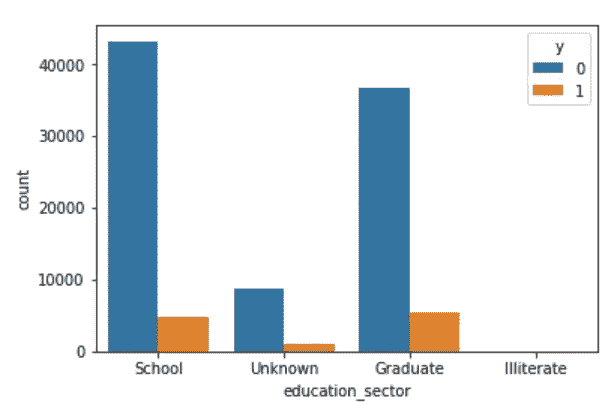 y
0
1
40000
30000
20000
10000
0
count
School Unknown Graduate Illiterate
education_sector